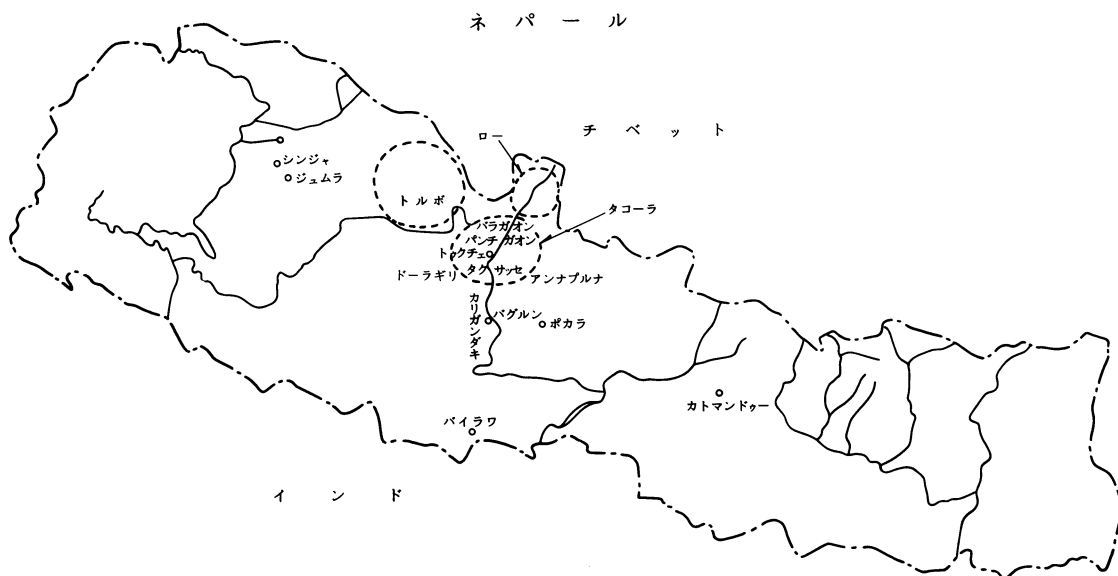 ネパール
チベット
ロー
シンジャ
ジュムラ
トルボ
タコーラ
バラガオン
パンチガオン
トゥクチェ
タクサッセ
ドーラギリ
アンナプルナ
カリガンダキ
バグルン
ポカラ
カトマンドゥー
バイラワ
インド